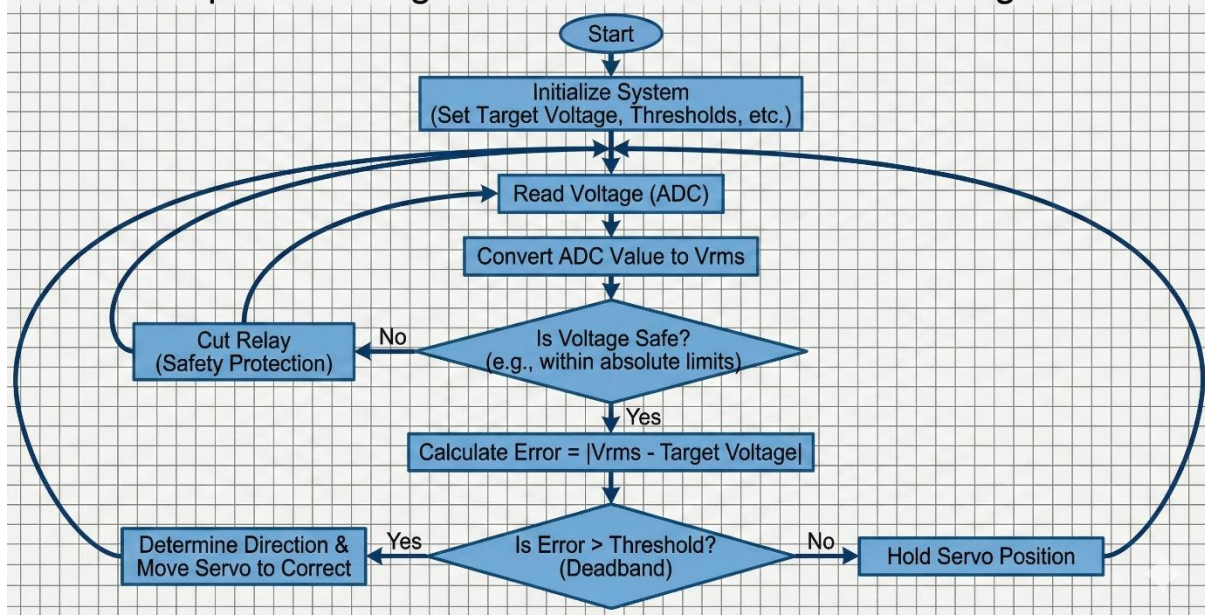 Start
Initialize System
(Set Target Voltage, Thresholds, etc.)
Read Voltage (ADC)
Convert ADC Value to Vrms
Is Voltage Safe?
(e.g., within absolute limits)
No
Cut Relay
(Safety Protection)
Yes
Calculate Error = |Vrms - Target Voltage|
Is Error > Threshold?
(Deadband)
Yes
Determine Direction &
Move Servo to Correct
No
Hold Servo Position